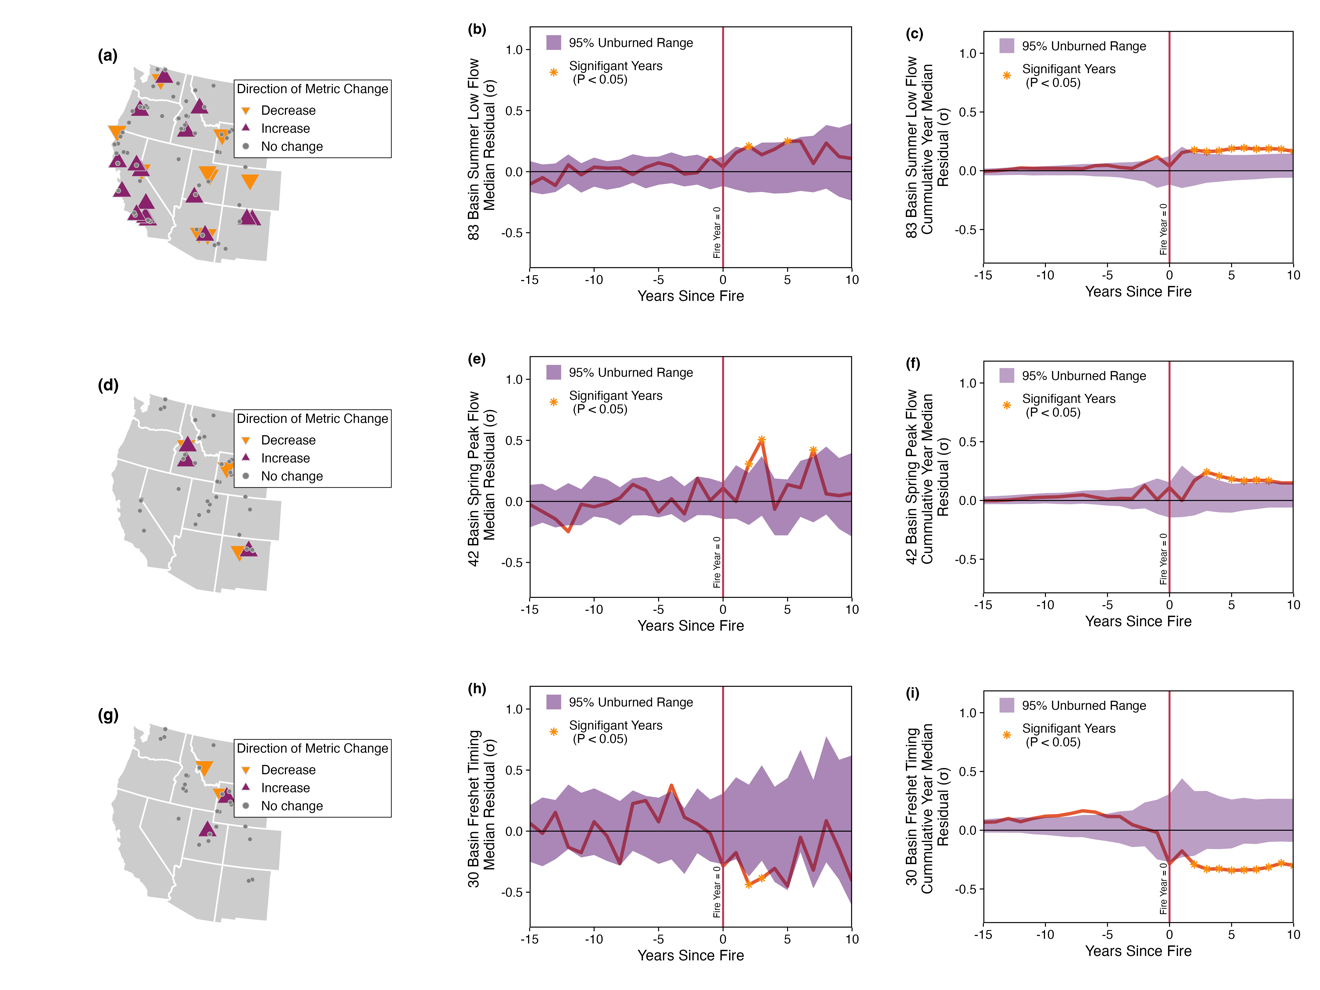 (a)
Direction of Metric Change
Decrease
Increase
No change
(b)
83 Basin Summer Low Flow
Median Residual (σ)
1.0
0.5
0.0
-0.5
95% Unburned Range
Signifigant Years
(P < 0.05)
Fire Year = 0
-15
-10
-5
0
5
10
Years Since Fire
(c)
83 Basin Summer Low Flow
Cummulative Year Median
Residual (σ)
1.0
0.5
0.0
-0.5
95% Unburned Range
Signifigant Years
(P < 0.05)
Fire Year = 0
-15
-10
-5
0
5
10
Years Since Fire
(d)
Direction of Metric Change
Decrease
Increase
No change
(e)
42 Basin Spring Peak Flow
Median Residual (σ)
1.0
0.5
0.0
-0.5
95% Unburned Range
Signifigant Years
(P < 0.05)
Fire Year = 0
-15
-10
-5
0
5
10
Years Since Fire
(f)
42 Basin Spring Peak Flow
Cummulative Year Median
Residual (σ)
1.0
0.5
0.0
-0.5
95% Unburned Range
Signifigant Years
(P < 0.05)
Fire Year = 0
-15
-10
-5
0
5
10
Years Since Fire
(g)
Direction of Metric Change
Decrease
Increase
No change
(h)
30 Basin Freshet Timing
Median Residual (σ)
1.0
0.5
0.0
-0.5
95% Unburned Range
Signifigant Years
(P < 0.05)
Fire Year = 0
-15
-10
-5
0
5
10
Years Since Fire
(i)
30 Basin Freshet Timing
Cummulative Year Median
Residual (σ)
1.0
0.5
0.0
-0.5
95% Unburned Range
Signifigant Years
(P < 0.05)
Fire Year = 0
-15
-10
-5
0
5
10
Years Since Fire